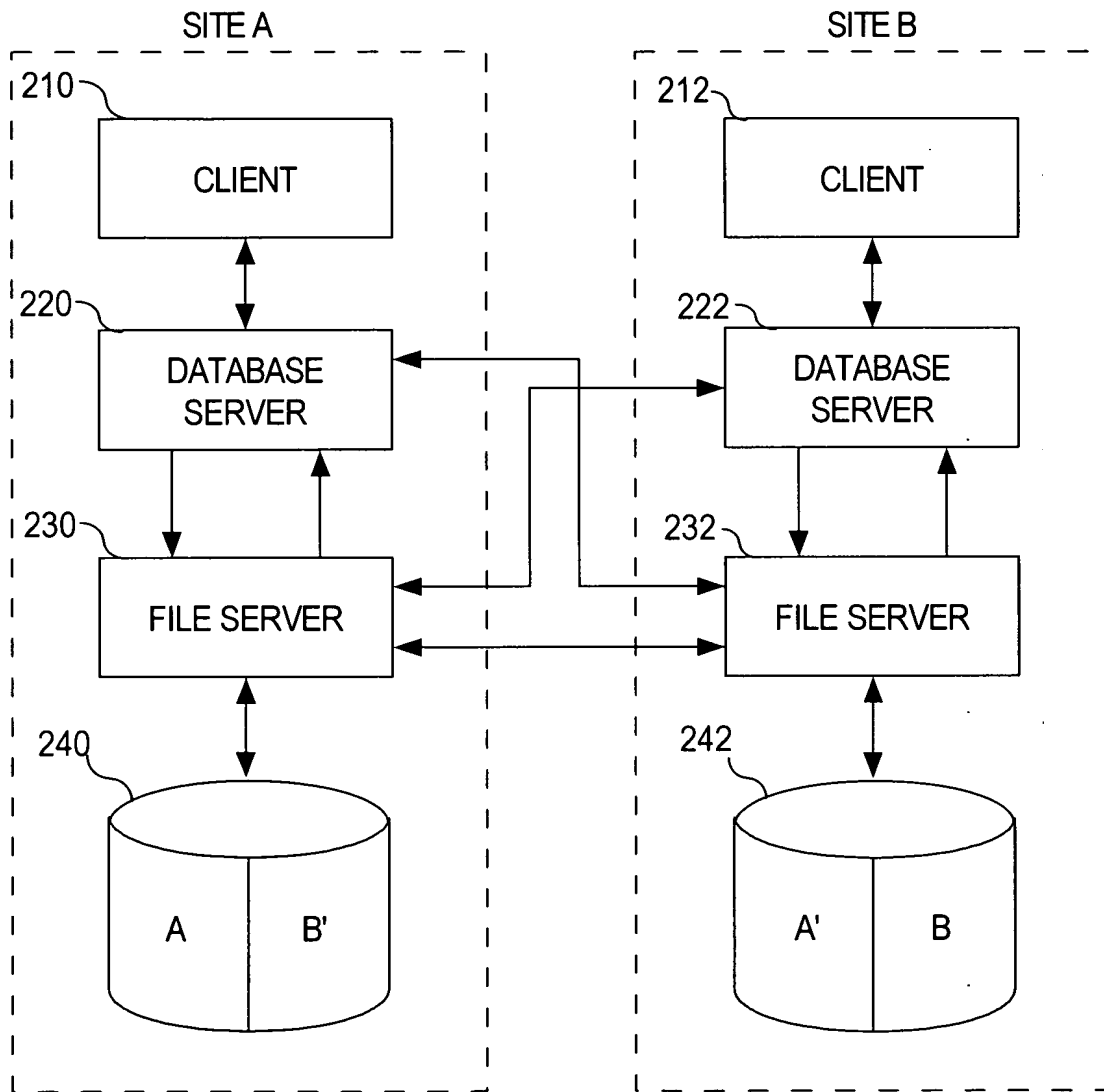 SITE A
SITE B
210
212
CLIENT
CLIENT
220
222
DATABASE
SERVER
DATABASE
SERVER
230
232
FILE SERVER
FILE SERVER
240
242
A
B'
A'
B